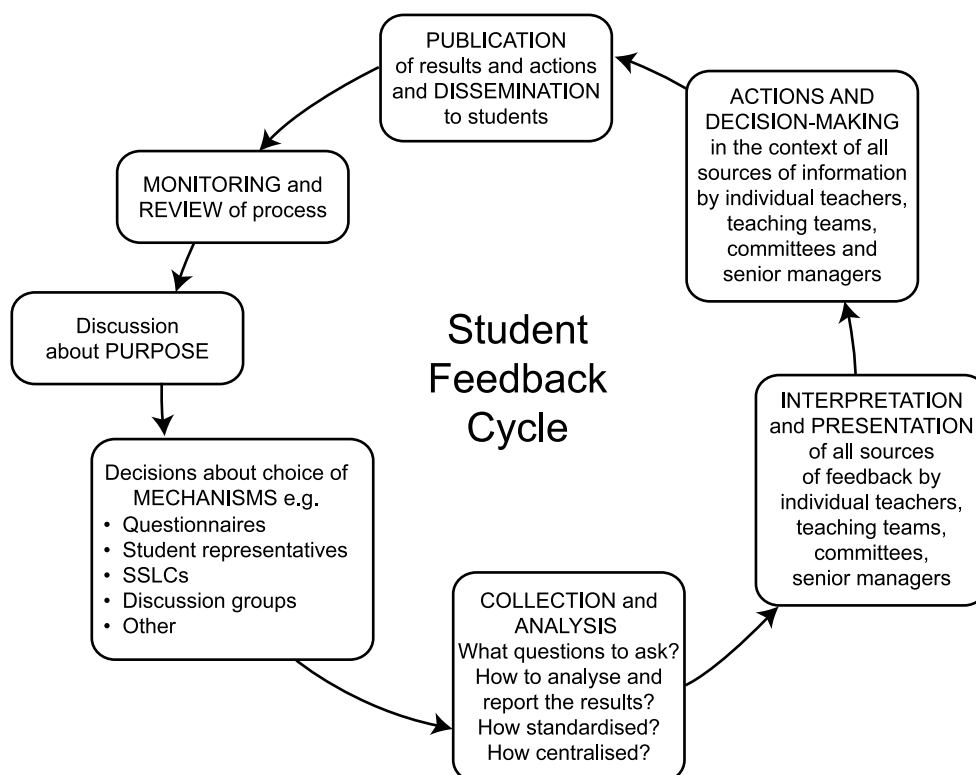 PUBLICATION
of results and actions
and DISSEMINATION
to students
ACTIONS AND
DECISION-MAKING
in the context of all
sources of information
by individual teachers,
teaching teams,
committees and
senior managers
MONITORING and
REVIEW of process
Discussion
about PURPOSE
Student
Feedback
Cycle
INTERPRETATION
and PRESENTATION
of all sources
of feedback by
individual teachers,
teaching teams,
committees,
senior managers
Decisions about choice of
MECHANISMS e.g.
• Questionnaires
• Student representatives
• SSLCs
• Discussion groups
• Other
COLLECTION and
ANALYSIS
What questions to ask?
How to analyse and
report the results?
How standardised?
How centralised?